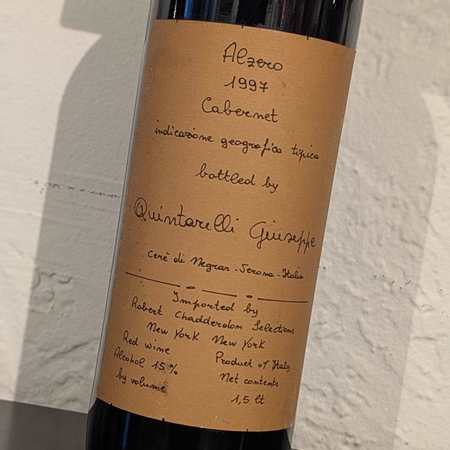 Alzero
1997
Cabernet
indicazione geografica tipica
bottled by
Quintarelli Giuseppe
Cerè di Negrar - Verona - Italia
Imported by
Robert Chadderdon Selections
New York New York
Red wine Product of Italy
Alcohol 15% Net contents
by volume 1,5 lt